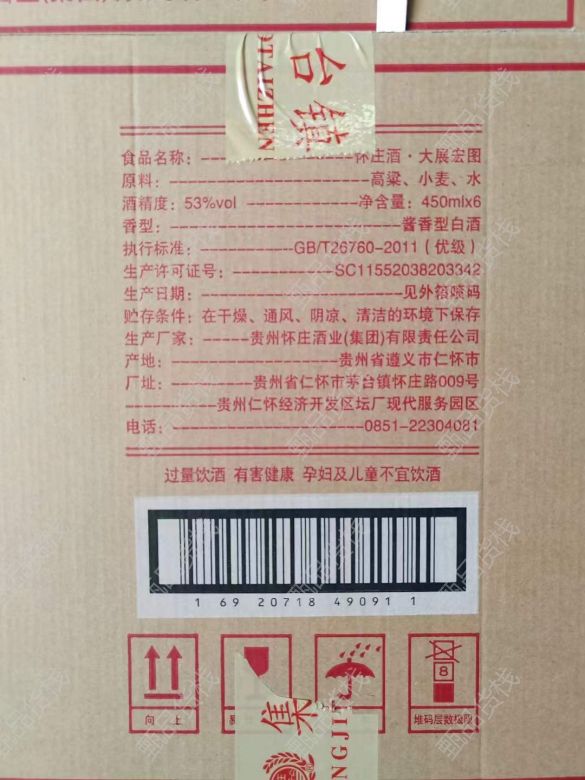 台镇
OTAIZHEN
食品名称：怀庄酒·大展宏图
原料：高粱、小麦、水
酒精度：53%vol 净含量：450mlx6
香型：酱香型白酒
执行标准：GB/T26760-2011（优级）
生产许可证号：SC11552038203342
生产日期：见外箱喷码
贮存条件：在干燥、通风、阴凉、清洁的环境下保存
生产厂家：贵州怀庄酒业(集团)有限责任公司
产地：贵州省遵义市仁怀市
厂址：贵州省仁怀市茅台镇怀庄路009号
贵州仁怀经济开发区坛厂现代服务园区
电话：0851-22304081
过量饮酒 有害健康 孕妇及儿童不宜饮酒
1 69 20718 49091 1
8
向上
堆码层数极限
集
NGJI
甄品货栈